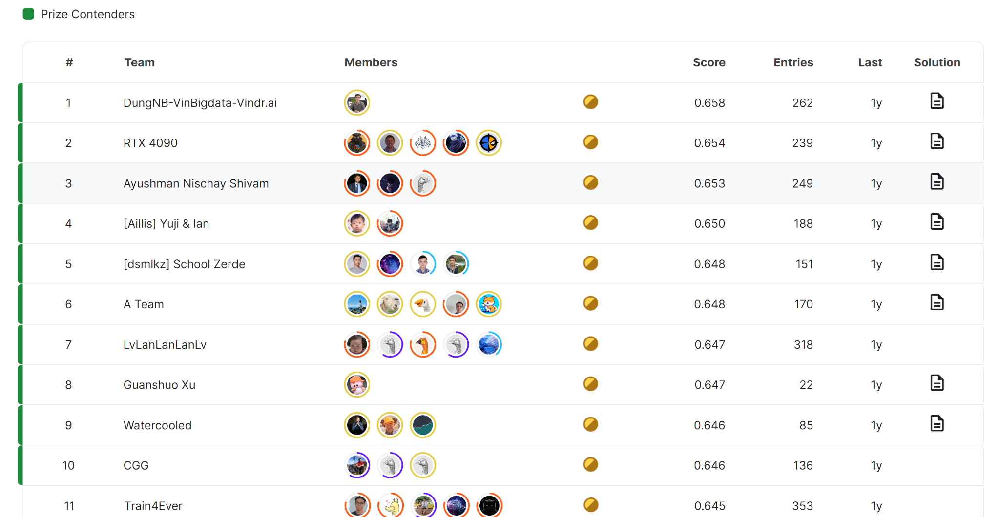 Prize Contenders
# Team Members Score Entries Last Solution
1 DungNB-VinBigdata-Vindr.ai 0.658 262 1y
2 RTX 4090 0.654 239 1y
3 Ayushman Nischay Shivam 0.653 249 1y
4 [Aillis] Yuji & Ian 0.650 188 1y
5 [dsmlkz] School Zerde 0.648 151 1y
6 A Team 0.648 170 1y
7 LvLanLanLanLv 0.647 318 1y
8 Guanshuo Xu 0.647 22 1y
9 Watercooled 0.646 85 1y
10 CGG 0.646 136 1y
11 Train4Ever 0.645 353 1y